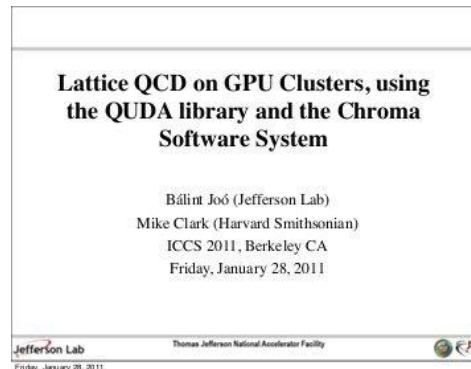 Lattice QCD on GPU Clusters, using
the QUDA library and the Chroma
Software System
Bálint Joó (Jefferson Lab)
Mike Clark (Harvard Smithsonian)
ICCS 2011, Berkeley CA
Friday, January 28, 2011
Jefferson Lab
Thomas Jefferson National Accelerator Facility
Friday, January 28, 2011